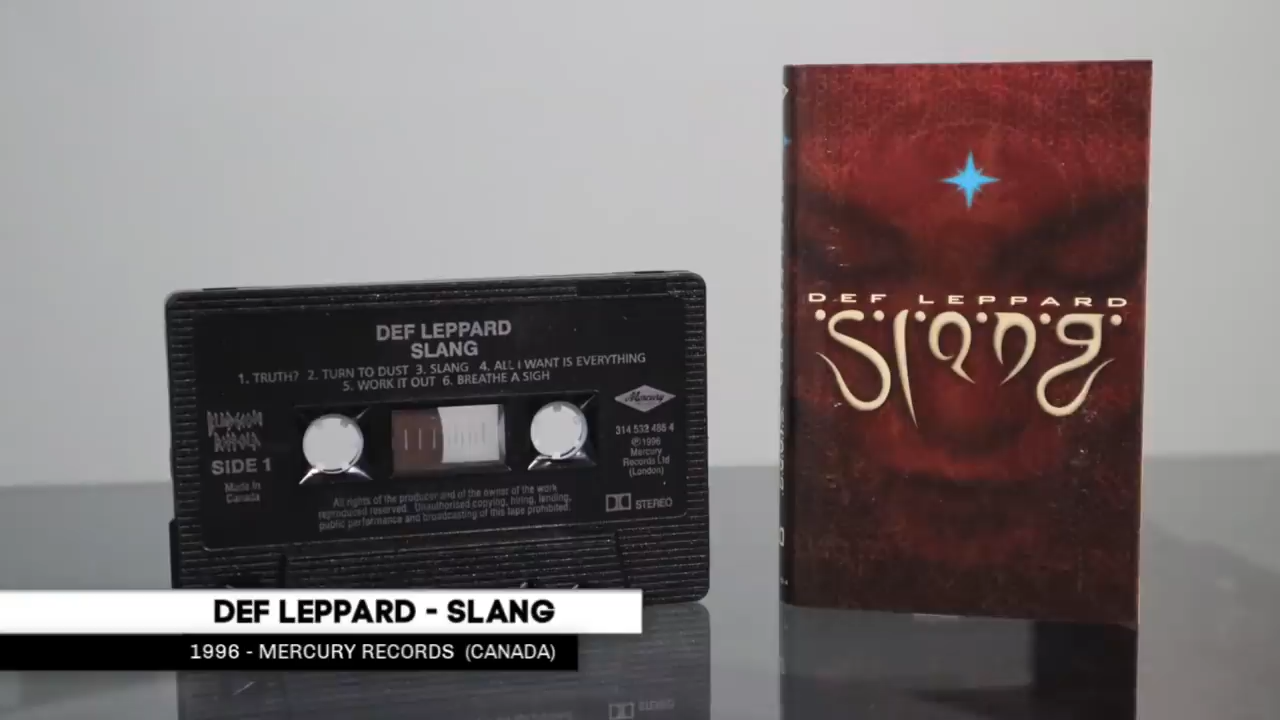 DEF LEPPARD
SLANG
1. TRUTH? 2. TURN TO DUST 3. SLANG 4. ALL I WANT IS EVERYTHING
5. WORK IT OUT 6. BREATHE A SIGH
SIDE 1
Made In
Canada
Mercury
314 532 486 4
℗©1996
Mercury
Records Ltd
(London)
All rights of the producer and of the owner of the work
reproduced reserved. Unauthorised copying, hiring, lending,
public performance and broadcasting of this tape prohibited.
STEREO
DEF LEPPARD
Slang
DEF LEPPARD - SLANG
1996 - MERCURY RECORDS (CANADA)